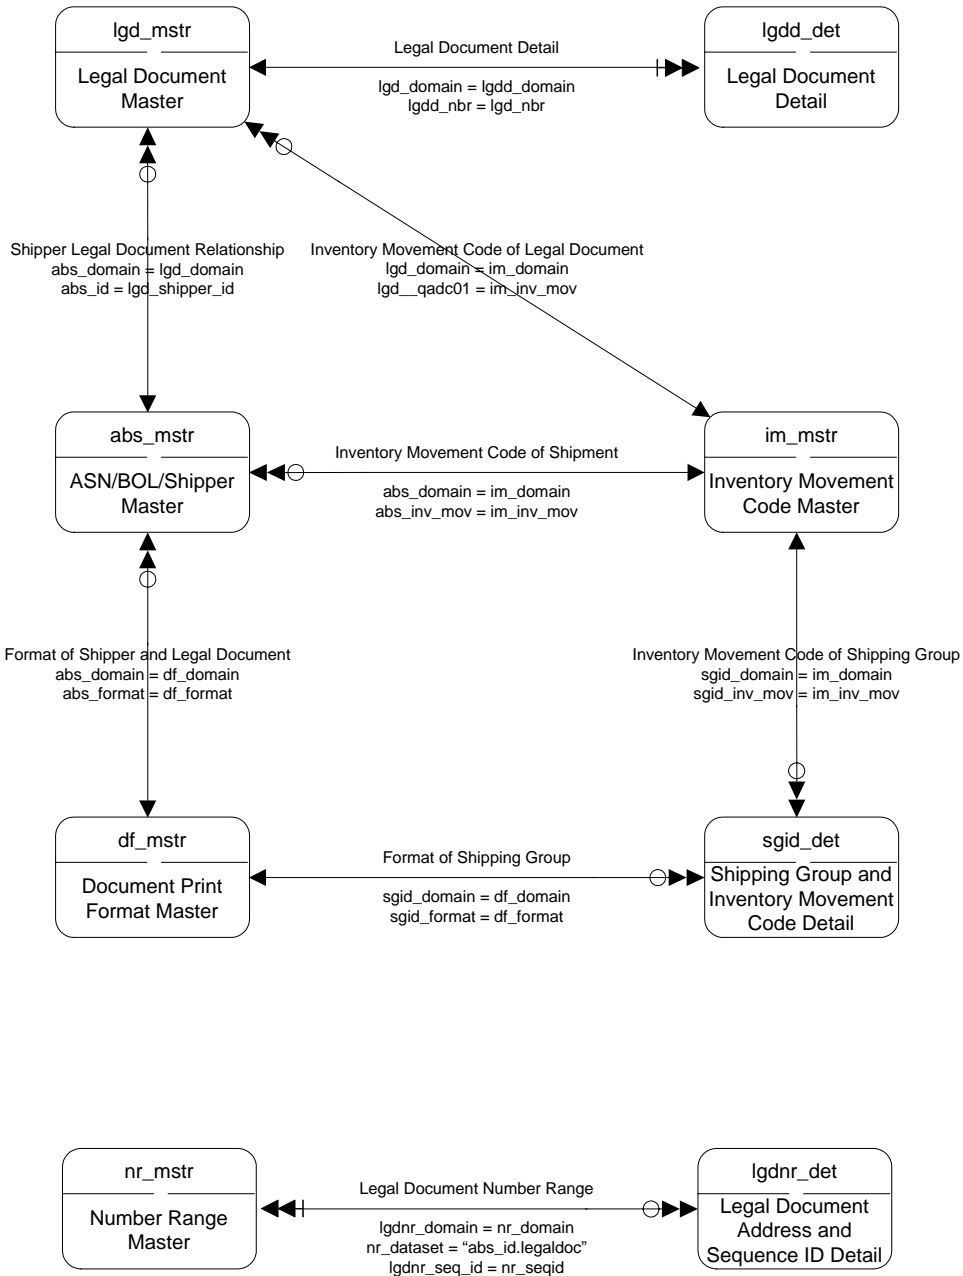 lgd_mstr
Legal Document
Master
Legal Document Detail
lgd_domain = lgdd_domain
lgdd_nbr = lgd_nbr
lgdd_det
Legal Document
Detail
Shipper Legal Document Relationship
abs_domain = lgd_domain
abs_id = lgd_shipper_id
Inventory Movement Code of Legal Document
lgd_domain = im_domain
lgd__qadc01 = im_inv_mov
abs_mstr
ASN/BOL/Shipper
Master
Inventory Movement Code of Shipment
abs_domain = im_domain
abs_inv_mov = im_inv_mov
im_mstr
Inventory Movement
Code Master
Format of Shipper and Legal Document
abs_domain = df_domain
abs_format = df_format
Inventory Movement Code of Shipping Group
sgid_domain = im_domain
sgid_inv_mov = im_inv_mov
df_mstr
Document Print
Format Master
Format of Shipping Group
sgid_domain = df_domain
sgid_format = df_format
sgid_det
Shipping Group and
Inventory Movement
Code Detail
nr_mstr
Number Range
Master
Legal Document Number Range
lgdnr_domain = nr_domain
nr_dataset = “abs_id.legaldoc”
lgdnr_seq_id = nr_seqid
lgdnr_det
Legal Document
Address and
Sequence ID Detail